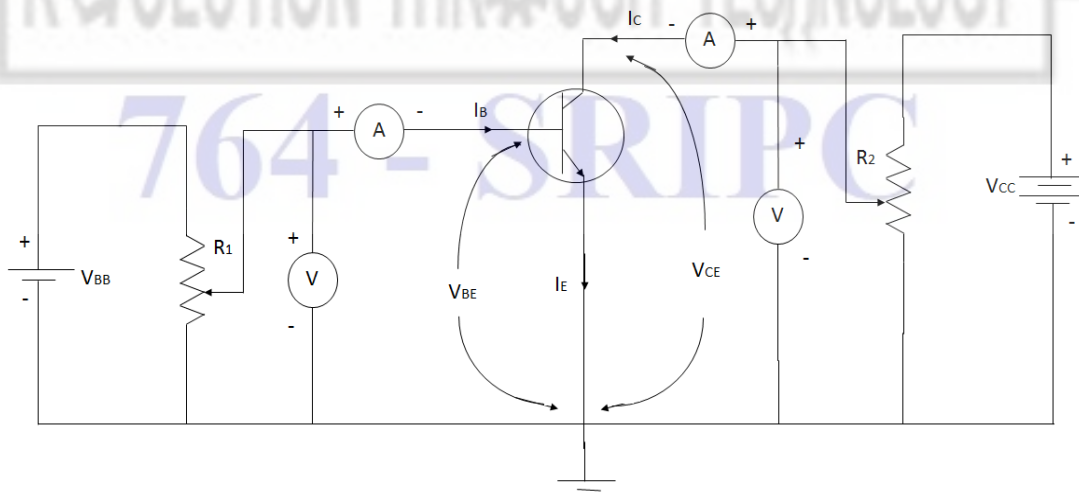 764 - SRIPC
IC
- A +
+ A - IB
+
R2
+
VCC
-
V
-
+
VBB
-
R1
+
V
-
VBE
IE
VCE